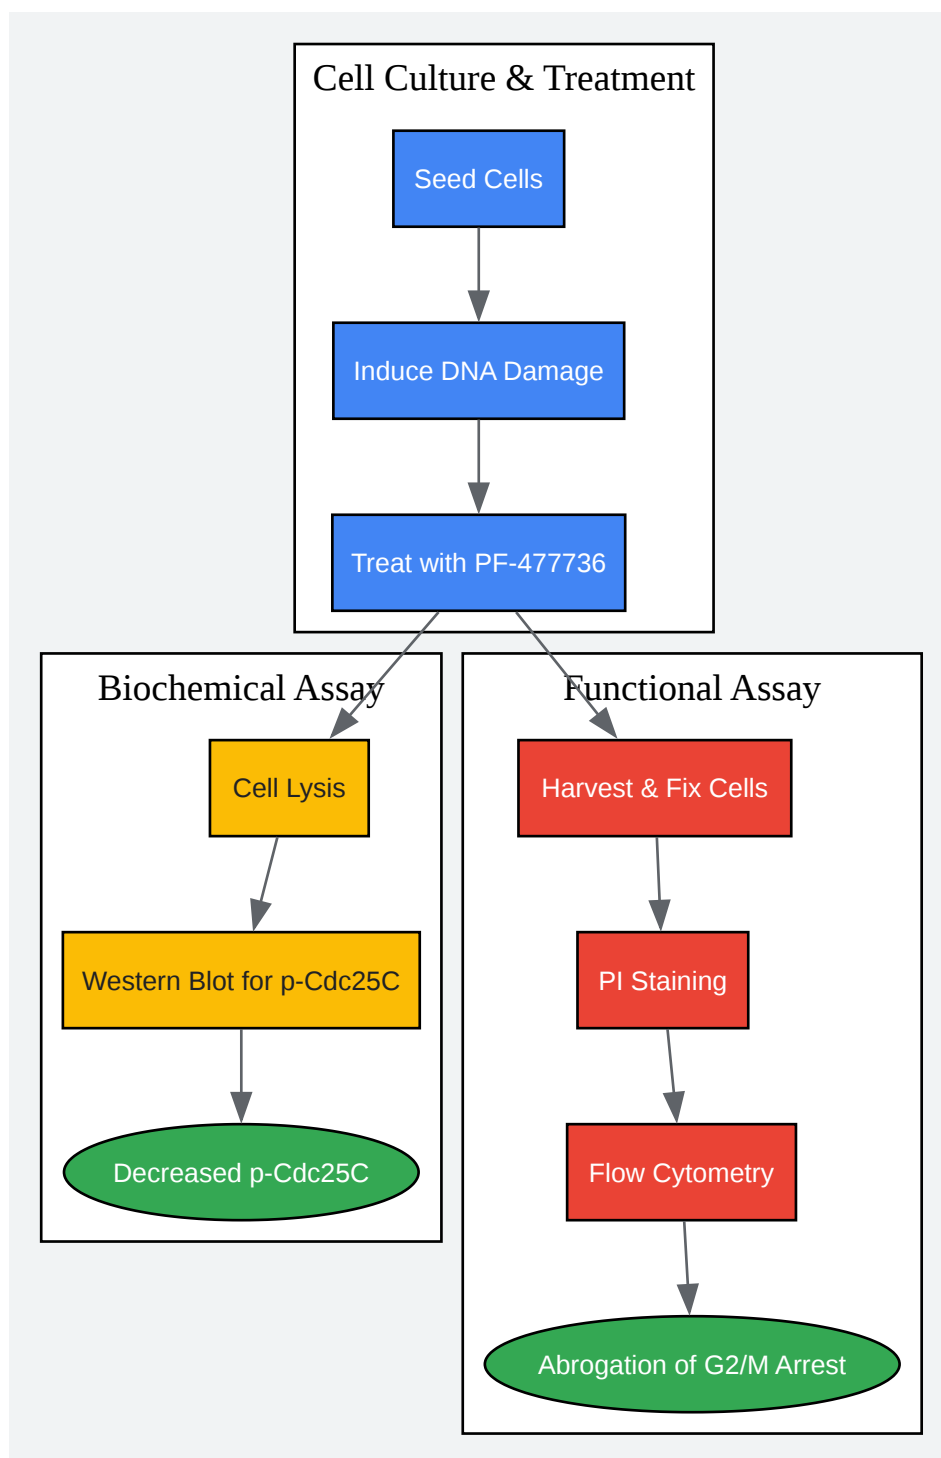 Cell Culture & Treatment
Seed Cells
Induce DNA Damage
Treat with PF-477736
Biochemical Assay
Cell Lysis
Western Blot for p-Cdc25C
Decreased p-Cdc25C
Functional Assay
Harvest & Fix Cells
PI Staining
Flow Cytometry
Abrogation of G2/M Arrest